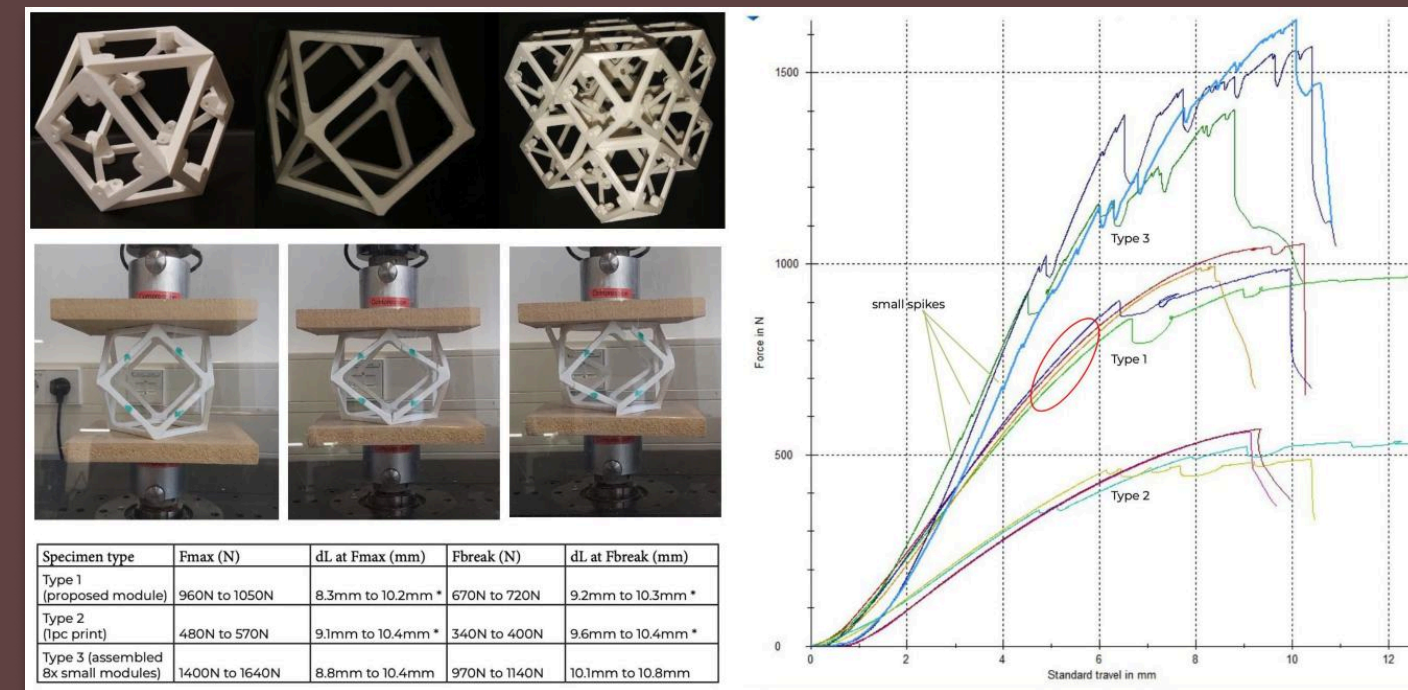 Specimen type Fmax (N) dL at Fmax (mm) Fbreak (N) dL at Fbreak (mm)
Type 1
(proposed module) 960N to 1050N 8.3mm to 10.2mm * 670N to 720N 9.2mm to 10.3mm *
Type 2
(1pc print) 480N to 570N 9.1mm to 10.4mm * 340N to 400N 9.6mm to 10.4mm *
Type 3 (assembled
8x small modules) 1400N to 1640N 8.8mm to 10.4mm 970N to 1140N 10.1mm to 10.8mm
1500
Type 3
1000
small spikes
Force in N
Type 1
500
Type 2
0
0 2 4 6 8 10 12
Standard travel in mm